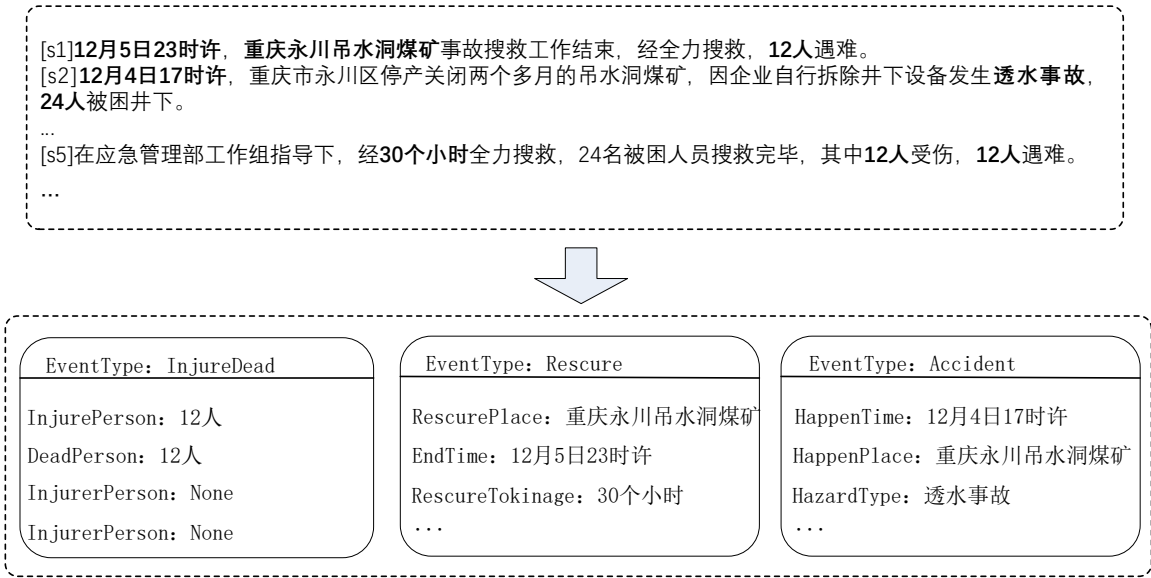 [s1]12月5日23时许，重庆永川吊水洞煤矿事故搜救工作结束，经全力搜救，12人遇难。
[s2]12月4日17时许，重庆市永川区停产关闭两个多月的吊水洞煤矿，因企业自行拆除井下设备发生透水事故，
24人被困井下。
...
[s5]在应急管理部工作组指导下，经30个小时全力搜救，24名被困人员搜救完毕，其中12人受伤，12人遇难。
...
EventType: InjureDead
InjurePerson: 12人
DeadPerson: 12人
InjurerPerson: None
InjurerPerson: None
EventType: Rescure
RescurePlace: 重庆永川吊水洞煤矿
EndTime: 12月5日23时许
RescureTokinage: 30个小时
...
EventType: Accident
HappenTime: 12月4日17时许
HappenPlace: 重庆永川吊水洞煤矿
HazardType: 透水事故
...